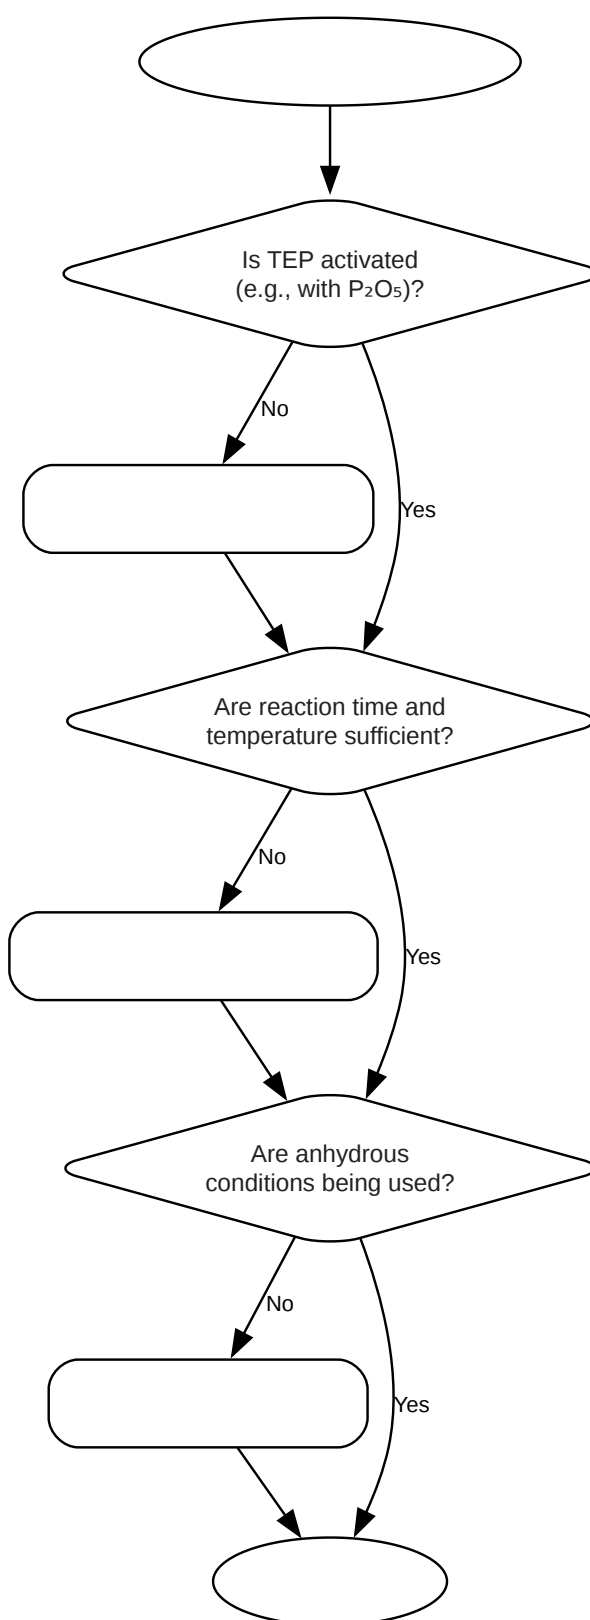 Is TEP activated
(e.g., with P₂O₅)?
No
Yes
Are reaction time and
temperature sufficient?
No
Yes
Are anhydrous
conditions being used?
No
Yes